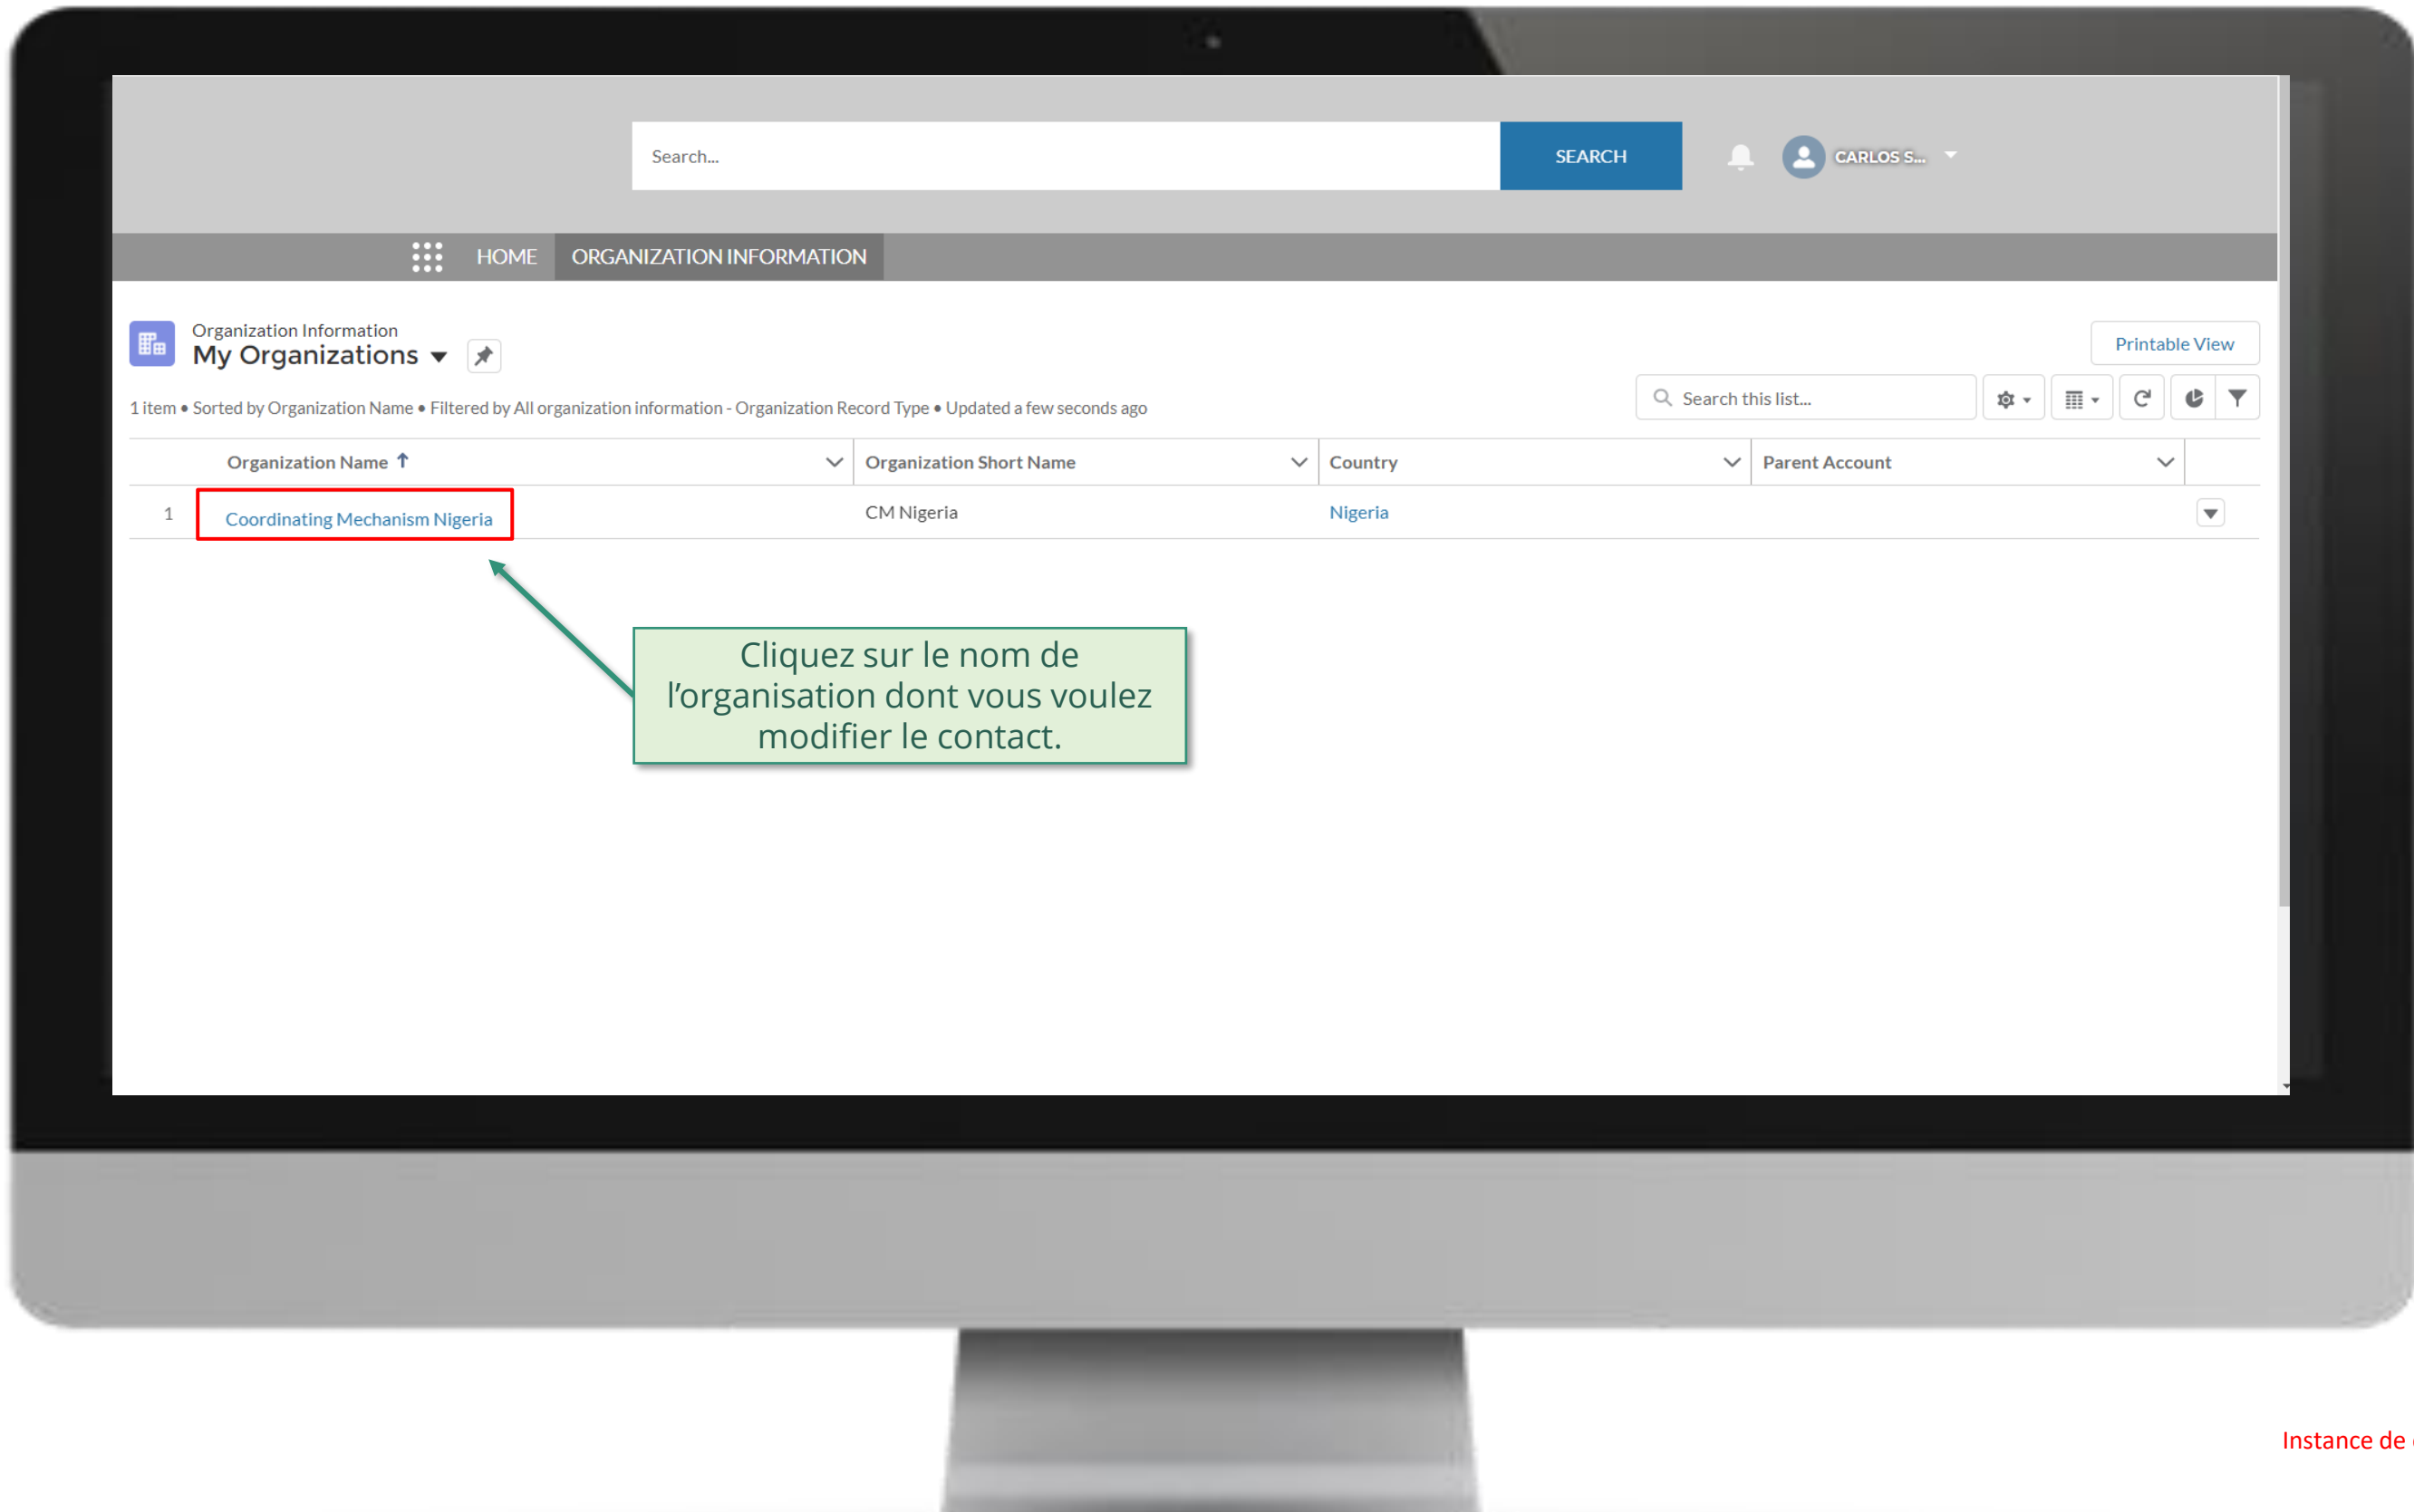 Search...
SEARCH
CARLOS S...
HOME
ORGANIZATION INFORMATION
Organization Information
My Organizations
Printable View
1 item • Sorted by Organization Name • Filtered by All organization information - Organization Record Type • Updated a few seconds ago
Search this list...
Organization Name ↑
Organization Short Name
Country
Parent Account
1
Coordinating Mechanism Nigeria
CM Nigeria
Nigeria
Cliquez sur le nom de
l’organisation dont vous voulez
modifier le contact.
Instance de